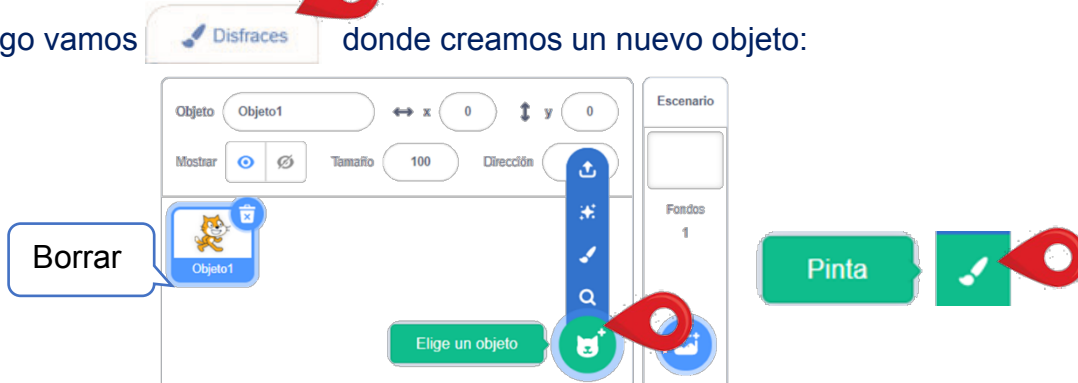 go vamos Disfraces donde creamos un nuevo objeto:
Objeto Objeto1 x 0 y 0
Escenario
Mostrar Tamaño 100 Dirección
Fondos
1
Borrar
Objeto1
Pinta
Elige un objeto